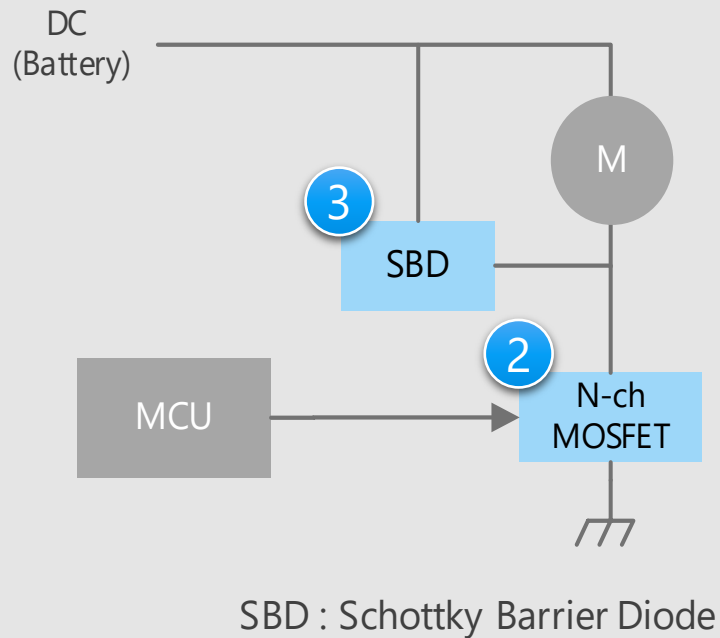 DC
(Battery)
M
3
SBD
2
MCU
N-ch
MOSFET
SBD : Schottky Barrier Diode